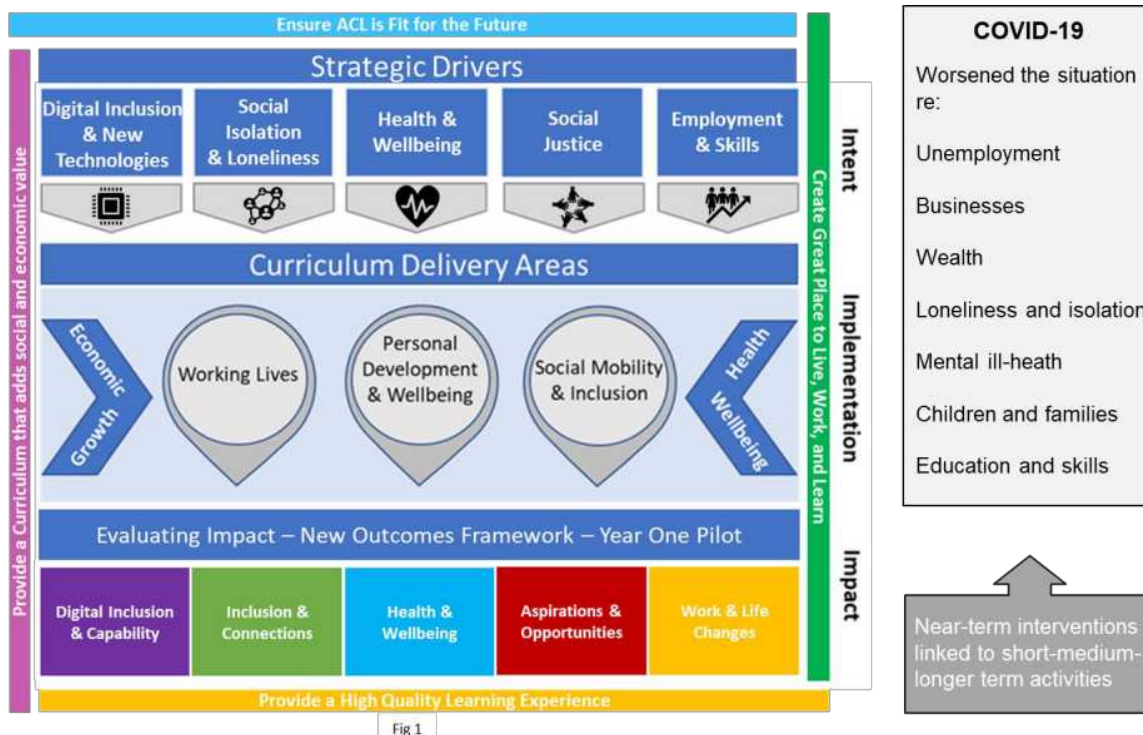 Ensure ACL is Fit for the Future
Provide a Curriculum that adds social and economic value
Strategic Drivers
Digital Inclusion
& New
Technologies
Social
Isolation
& Loneliness
Health &
Wellbeing
Social
Justice
Employment
& Skills
Intent
Curriculum Delivery Areas
Economic
Growth
Working Lives
Personal
Development
& Wellbeing
Social Mobility
& Inclusion
Health
Wellbeing
Implementation
Evaluating Impact – New Outcomes Framework – Year One Pilot
Digital Inclusion
& Capability
Inclusion &
Connections
Health &
Wellbeing
Aspirations &
Opportunities
Work & Life
Changes
Impact
Create Great Place to Live, Work, and Learn
Provide a High Quality Learning Experience
Fig 1
COVID-19
Worsened the situation
re:
Unemployment
Businesses
Wealth
Loneliness and isolation
Mental ill-heath
Children and families
Education and skills
Near-term interventions
linked to short-medium-
longer term activities